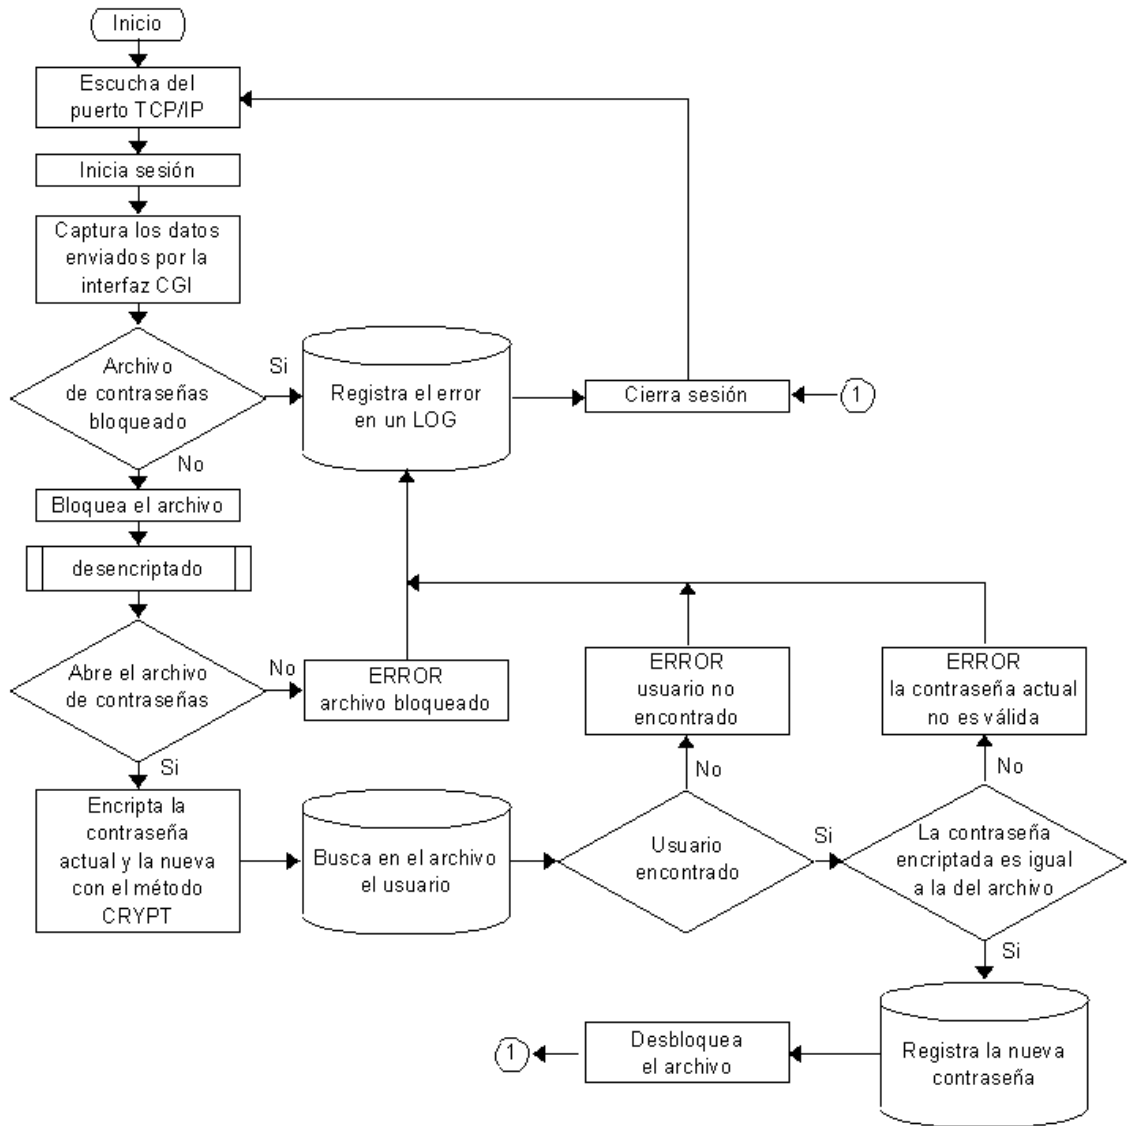 Inicio
Escucha del
puerto TCP/IP
Inicia sesión
Captura los datos
enviados por la
interfaz CGI
Archivo
de contraseñas
bloqueado
Si
No
Registra el error
en un LOG
Cierra sesión
1
Bloquea el archivo
desencriptado
Abre el archivo
de contraseñas
No
Si
ERROR
archivo bloqueado
ERROR
usuario no
encontrado
ERROR
la contraseña actual
no es válida
Encripta la
contraseña
actual y la nueva
con el método
CRYPT
Busca en el archivo
el usuario
No
Usuario
encontrado
Si
No
La contraseña
encriptada es igual
a la del archivo
Si
Registra la nueva
contraseña
Desbloquea
el archivo
1